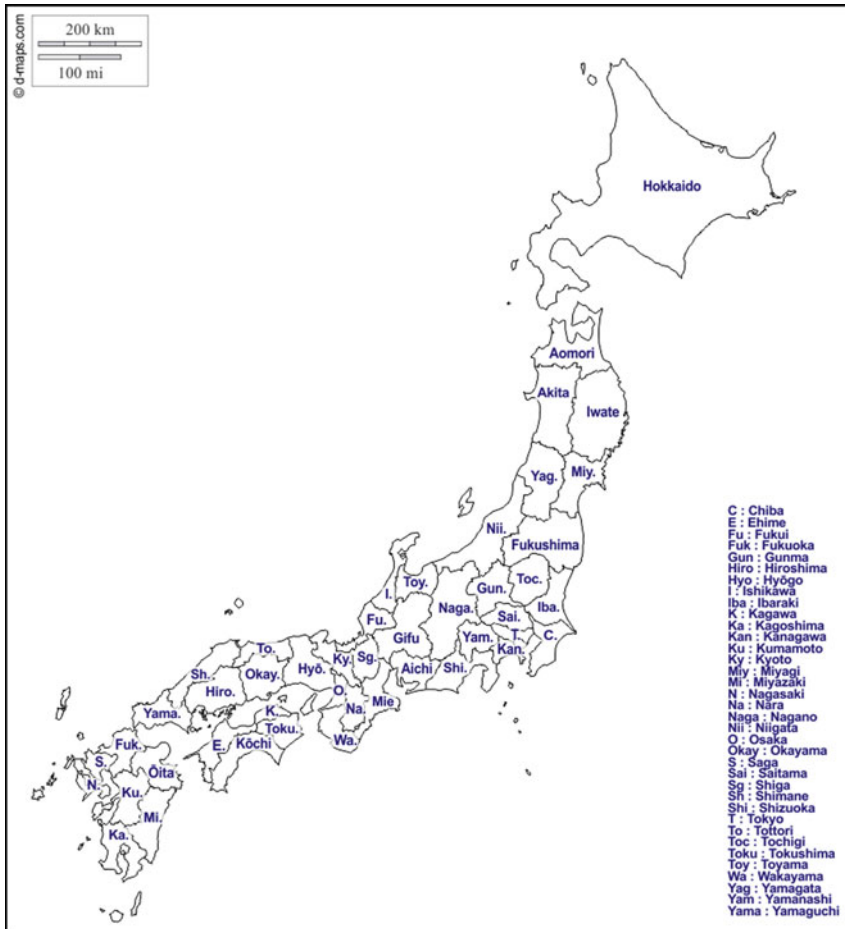 200 km
100 mi
© d-maps.com
Hokkaido
Aomori
Akita
Iwate
Yag.
Miy.
Nii.
Fukushima
I.
Toy.
Gun.
Toc.
Naga.
Iba.
Fu.
Sai.
Gifu
Yam.
T.
C.
Kan.
To.
Hyō.
Ky.
Sg.
Aichi
Shi.
Sh.
Okay.
Hiro.
O.
Na.
Mie
Yama.
K.
Toku.
Wa.
Fuk.
E.
Kōchi
S.
Ōita
N.
Ku.
Mi.
Ka.
C : Chiba
E : Ehime
Fu : Fukui
Fuk : Fukuoka
Gun : Gunma
Hiro : Hiroshima
Hyo : Hyōgo
I : Ishikawa
Iba : Ibaraki
K : Kagawa
Ka : Kagoshima
Kan : Kanagawa
Ku : Kumamoto
Ky : Kyoto
Miy : Miyagi
Mi : Miyazaki
N : Nagasaki
Na : Nara
Naga : Nagano
Nii : Niigata
O : Osaka
Okay : Okayama
S : Saga
Sai : Saitama
Sg : Shiga
Sh : Shimane
Shi : Shizuoka
T : Tokyo
To : Tottori
Toc : Tochigi
Toku : Tokushima
Toy : Toyama
Wa : Wakayama
Yag : Yamagata
Yam : Yamanashi
Yama : Yamaguchi